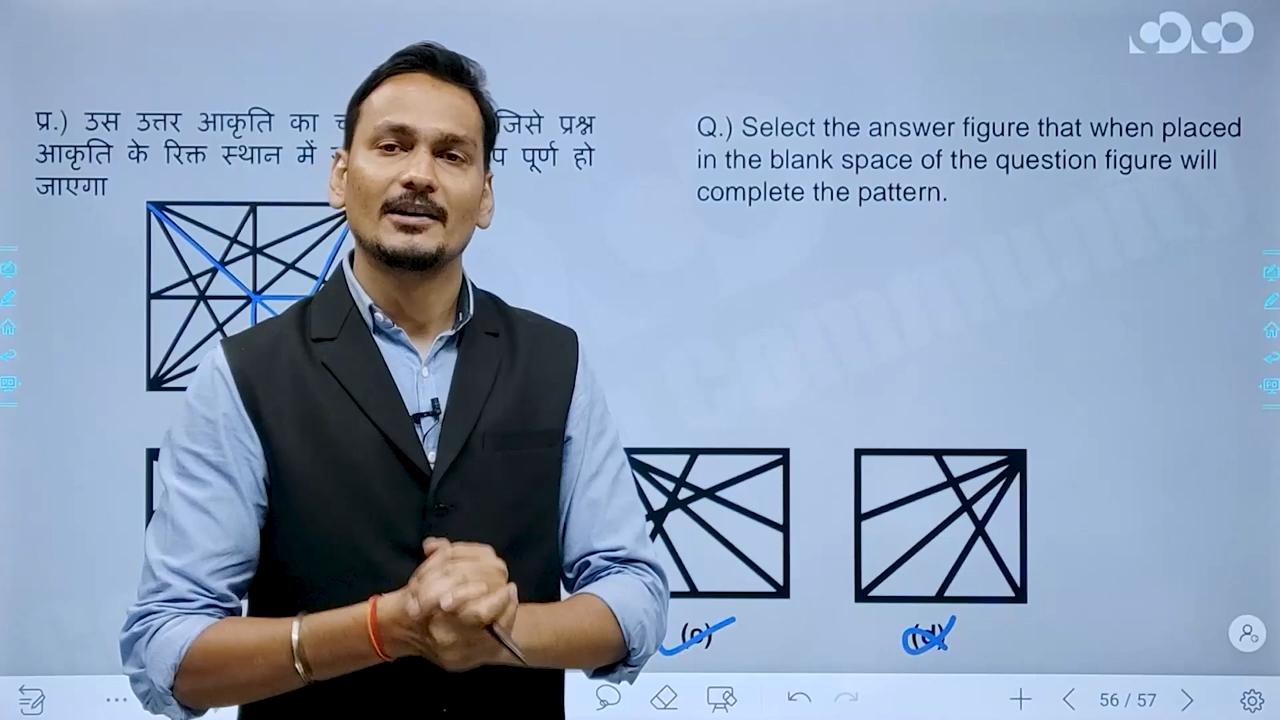 प्र.) उस उत्तर आकृति का जिसे प्रश्न
आकृति के रिक्त स्थान में पूर्ण हो
जाएगा
Q.) Select the answer figure that when placed
in the blank space of the question figure will
complete the pattern.
(c)
(d)
56 / 57